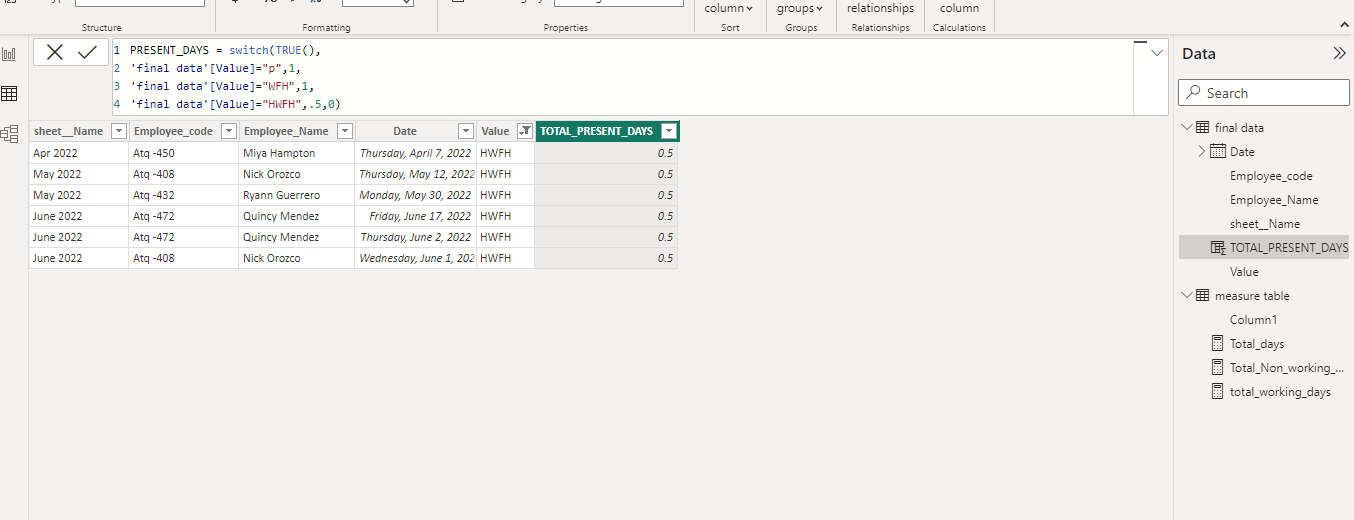 column groups relationships column
Structure Formatting Properties Sort Groups Relationships Calculations
1 PRESENT_DAYS = switch(TRUE(),
2 'final data'[Value]="p",1,
3 'final data'[Value]="WFH",1,
4 'final data'[Value]="HWFH",.5,0)
sheet__Name Employee_code Employee_Name Date Value TOTAL_PRESENT_DAYS
Apr 2022 Atq -450 Miya Hampton Thursday, April 7, 2022 HWFH 0.5
May 2022 Atq -408 Nick Orozco Thursday, May 12, 2022 HWFH 0.5
May 2022 Atq -432 Ryann Guerrero Monday, May 30, 2022 HWFH 0.5
June 2022 Atq -472 Quincy Mendez Friday, June 17, 2022 HWFH 0.5
June 2022 Atq -472 Quincy Mendez Thursday, June 2, 2022 HWFH 0.5
June 2022 Atq -408 Nick Orozco Wednesday, June 1, 202 HWFH 0.5
Data
Search
final data
Date
Employee_code
Employee_Name
sheet__Name
TOTAL_PRESENT_DAYS
Value
measure table
Column1
Total_days
Total_Non_working_...
total_working_days